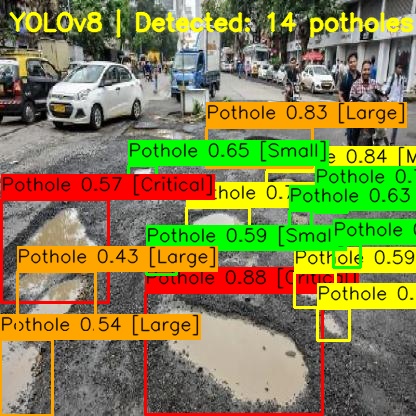 YOLOv8 | Detected: 14 potholes
Pothole 0.83 [Large]
Pothole 0.65 [Small]
0.84
Pothole
Pothole 0.57 [Critical]
Pothole 0.63
Pothole 0.59
Pothole
Pothole 0.43 [Large]
0.59
Pothole 0.88 [Critical]
Pothole
Pothole 0.54 [Large]